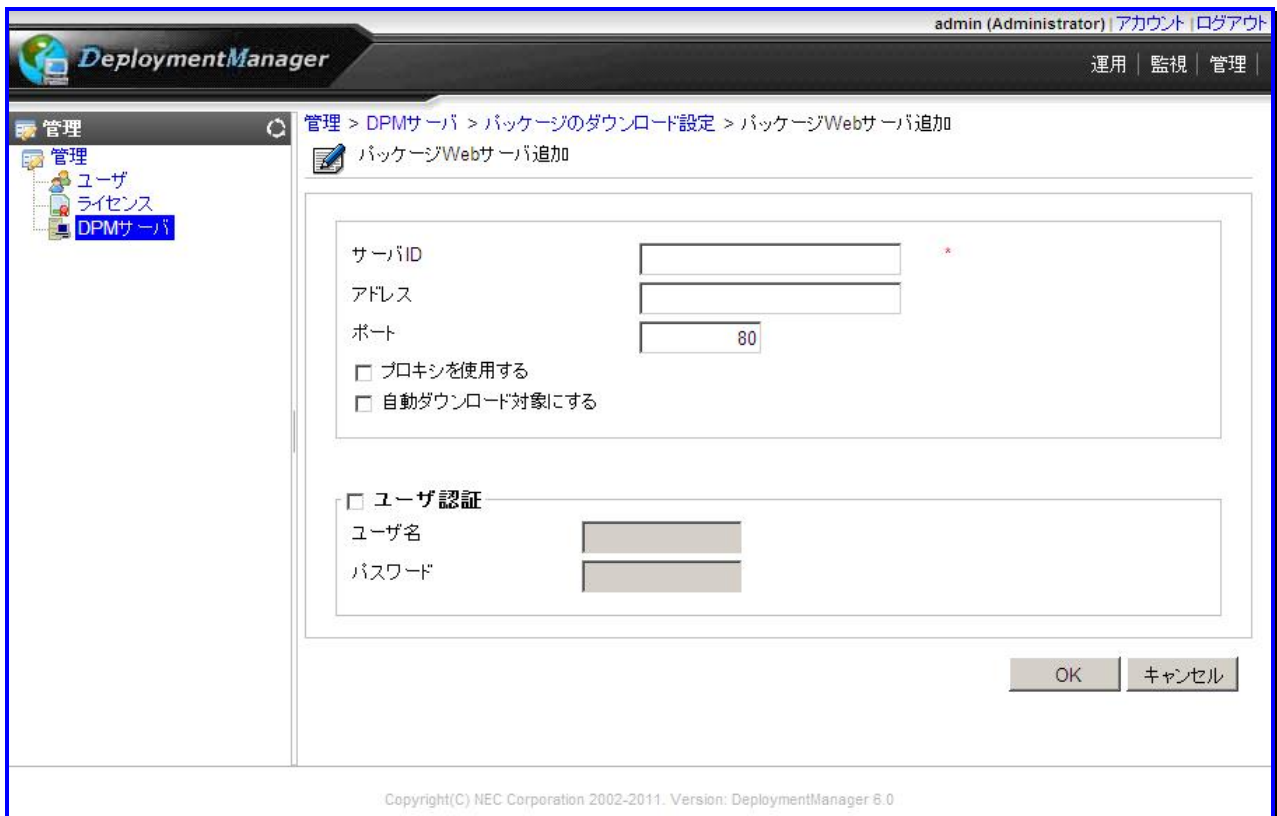 admin (Administrator) | アカウント | ログアウト
DeploymentManager
運用 | 監視 | 管理 |
管理
管理
ユーザ
ライセンス
DPMサーバ
管理 > DPMサーバ > パッケージのダウンロード設定 > パッケージWebサーバ追加
パッケージWebサーバ追加
サーバID *
アドレス
ポート 80
プロキシを使用する
自動ダウンロード対象にする
ユーザ認証
ユーザ名
パスワード
OK キャンセル
Copyright(C) NEC Corporation 2002-2011. Version: DeploymentManager 6.0